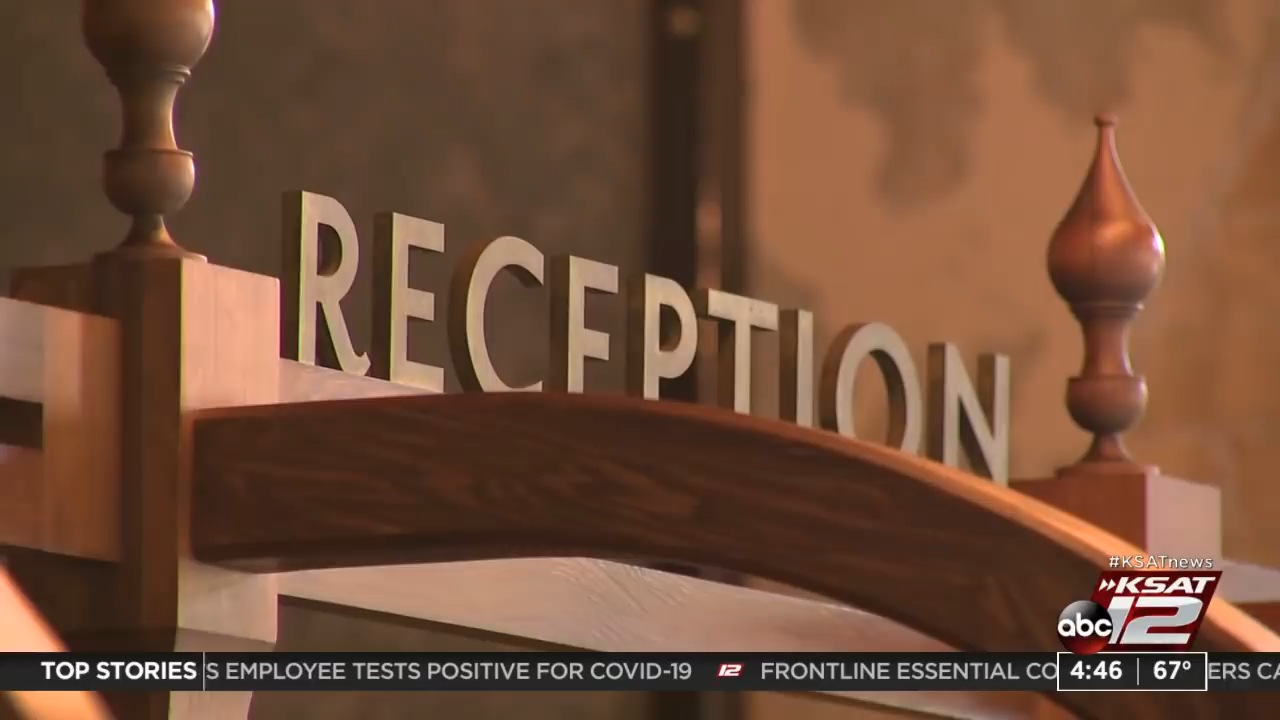 RECEPTION
#KSATnews
KSAT
abc 12
TOP STORIES S EMPLOYEE TESTS POSITIVE FOR COVID-19 12 FRONTLINE ESSENTIAL CO 4:46 67° ERS CA